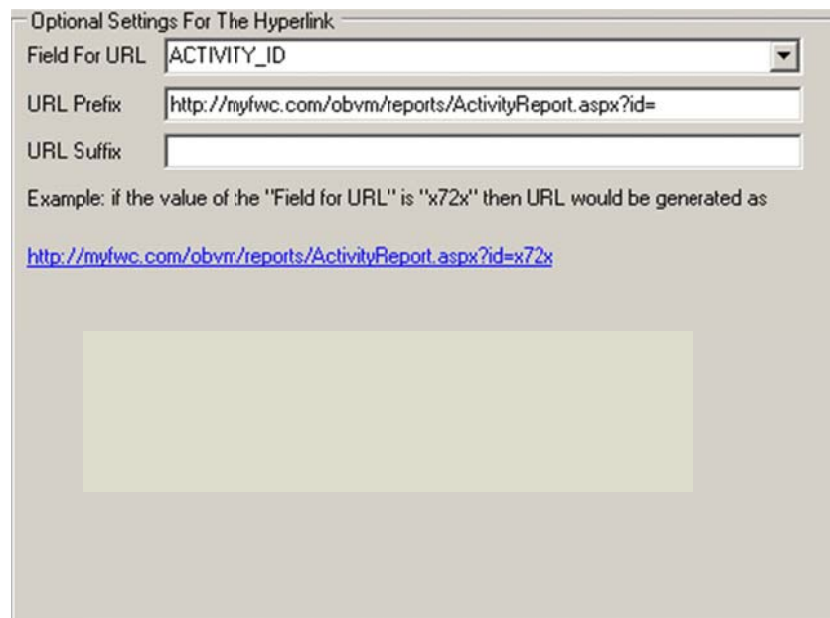 Optional Settings For The Hyperlink
Field For URL ACTIVITY_ID
URL Prefix http://myfwc.com/obvm/reports/ActivityReport.aspx?id=
URL Suffix
Example: if the value of the "Field for URL" is "x72x" then URL would be generated as
http://myfwc.com/obvm/reports/ActivityReport.aspx?id=x72x